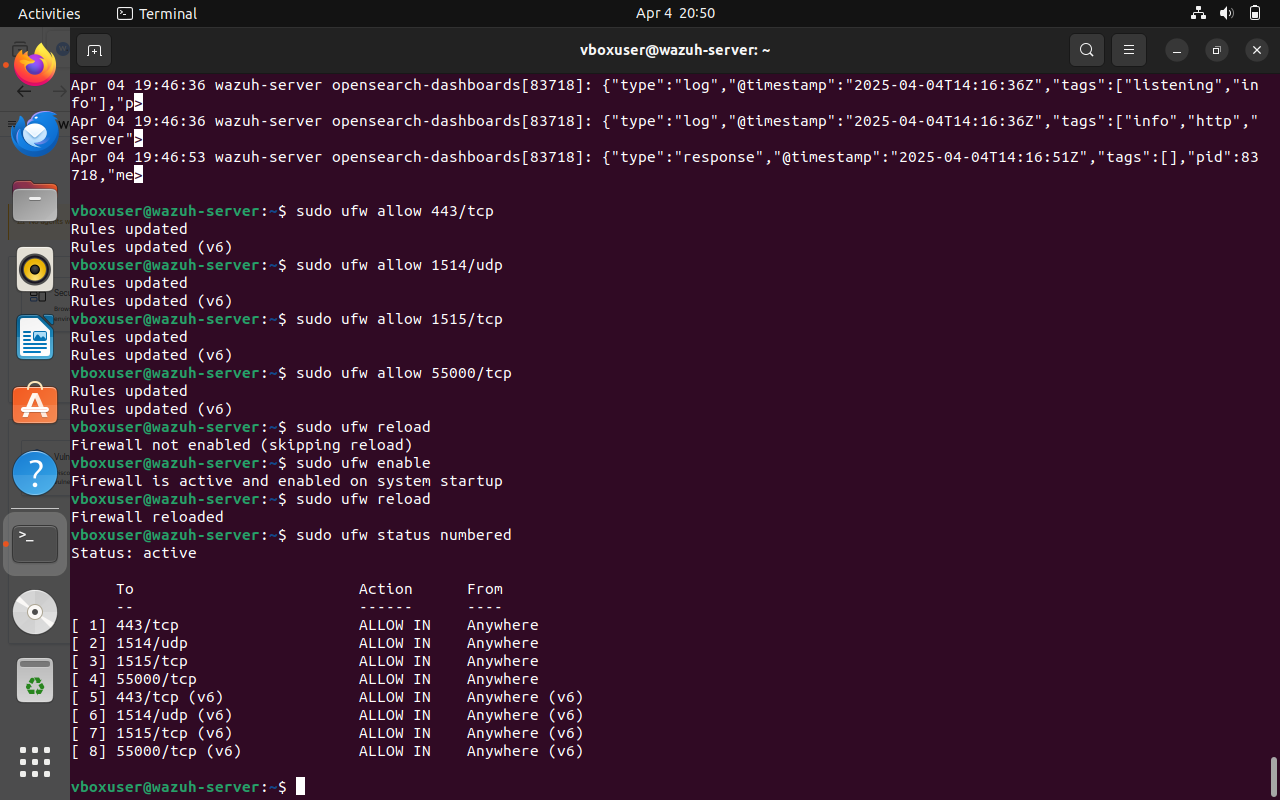 Activities
Terminal
Apr 4 20:50
vboxuser@wazuh-server: ~
Apr 04 19:46:36 wazuh-server opensearch-dashboards[83718]: {"type":"log","@timestamp":"2025-04-04T14:16:36Z","tags":["listening","in
fo"],"p>
Apr 04 19:46:36 wazuh-server opensearch-dashboards[83718]: {"type":"log","@timestamp":"2025-04-04T14:16:36Z","tags":["info","http","
server">
Apr 04 19:46:53 wazuh-server opensearch-dashboards[83718]: {"type":"response","@timestamp":"2025-04-04T14:16:51Z","tags":[],"pid":83
718,"me>
vboxuser@wazuh-server:~$ sudo ufw allow 443/tcp
Rules updated
Rules updated (v6)
vboxuser@wazuh-server:~$ sudo ufw allow 1514/udp
Rules updated
Rules updated (v6)
vboxuser@wazuh-server:~$ sudo ufw allow 1515/tcp
Rules updated
Rules updated (v6)
vboxuser@wazuh-server:~$ sudo ufw allow 55000/tcp
Rules updated
Rules updated (v6)
vboxuser@wazuh-server:~$ sudo ufw reload
Firewall not enabled (skipping reload)
vboxuser@wazuh-server:~$ sudo ufw enable
Firewall is active and enabled on system startup
vboxuser@wazuh-server:~$ sudo ufw reload
Firewall reloaded
vboxuser@wazuh-server:~$ sudo ufw status numbered
Status: active
To Action From
-- ------ ----
[ 1] 443/tcp ALLOW IN Anywhere
[ 2] 1514/udp ALLOW IN Anywhere
[ 3] 1515/tcp ALLOW IN Anywhere
[ 4] 55000/tcp ALLOW IN Anywhere
[ 5] 443/tcp (v6) ALLOW IN Anywhere (v6)
[ 6] 1514/udp (v6) ALLOW IN Anywhere (v6)
[ 7] 1515/tcp (v6) ALLOW IN Anywhere (v6)
[ 8] 55000/tcp (v6) ALLOW IN Anywhere (v6)
vboxuser@wazuh-server:~$